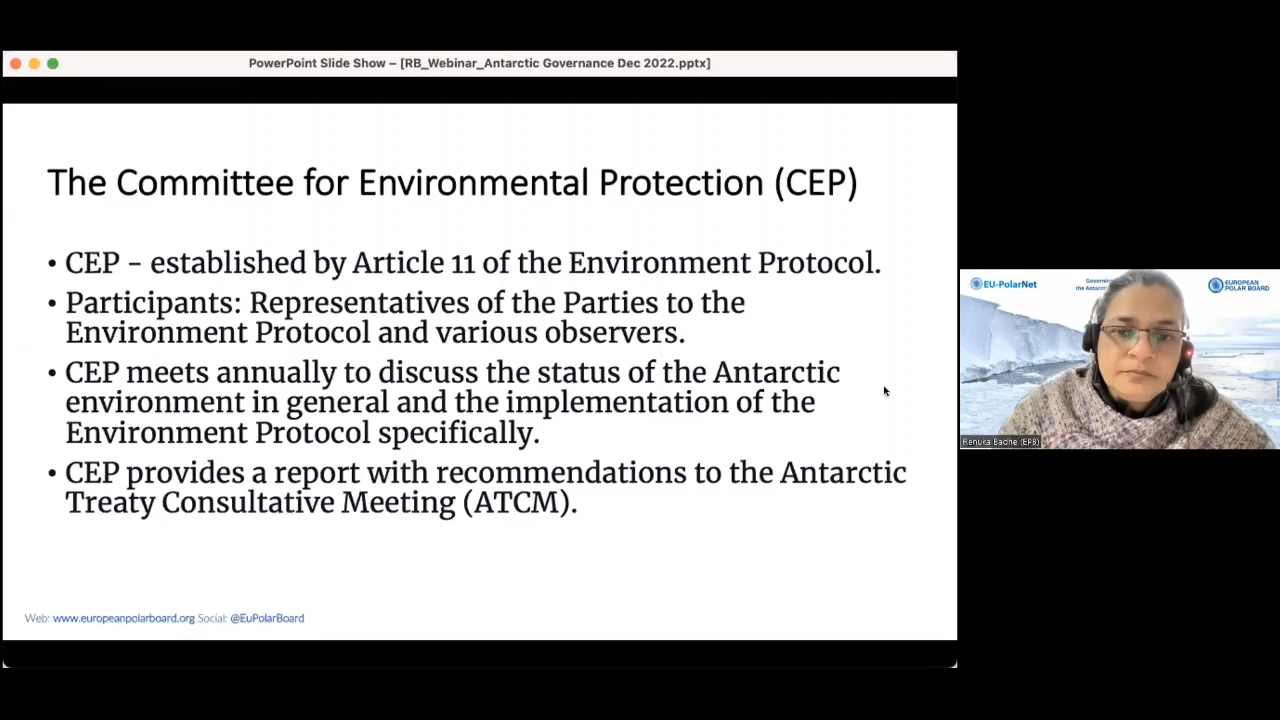 PowerPoint Slide Show – [RB_Webinar_Antarctic Governance Dec 2022.pptx]
The Committee for Environmental Protection (CEP)
• CEP – established by Article 11 of the Environment Protocol.
• Participants: Representatives of the Parties to the
Environment Protocol and various observers.
• CEP meets annually to discuss the status of the Antarctic
environment in general and the implementation of the
Environment Protocol specifically.
• CEP provides a report with recommendations to the Antarctic
Treaty Consultative Meeting (ATCM).
Web: www.europeanpolarboard.org Social: @EuPolarBoard
EU-PolarNet
the Antarc
EUROPEAN
POLAR BOARD
Renuka Badhe (EPB)